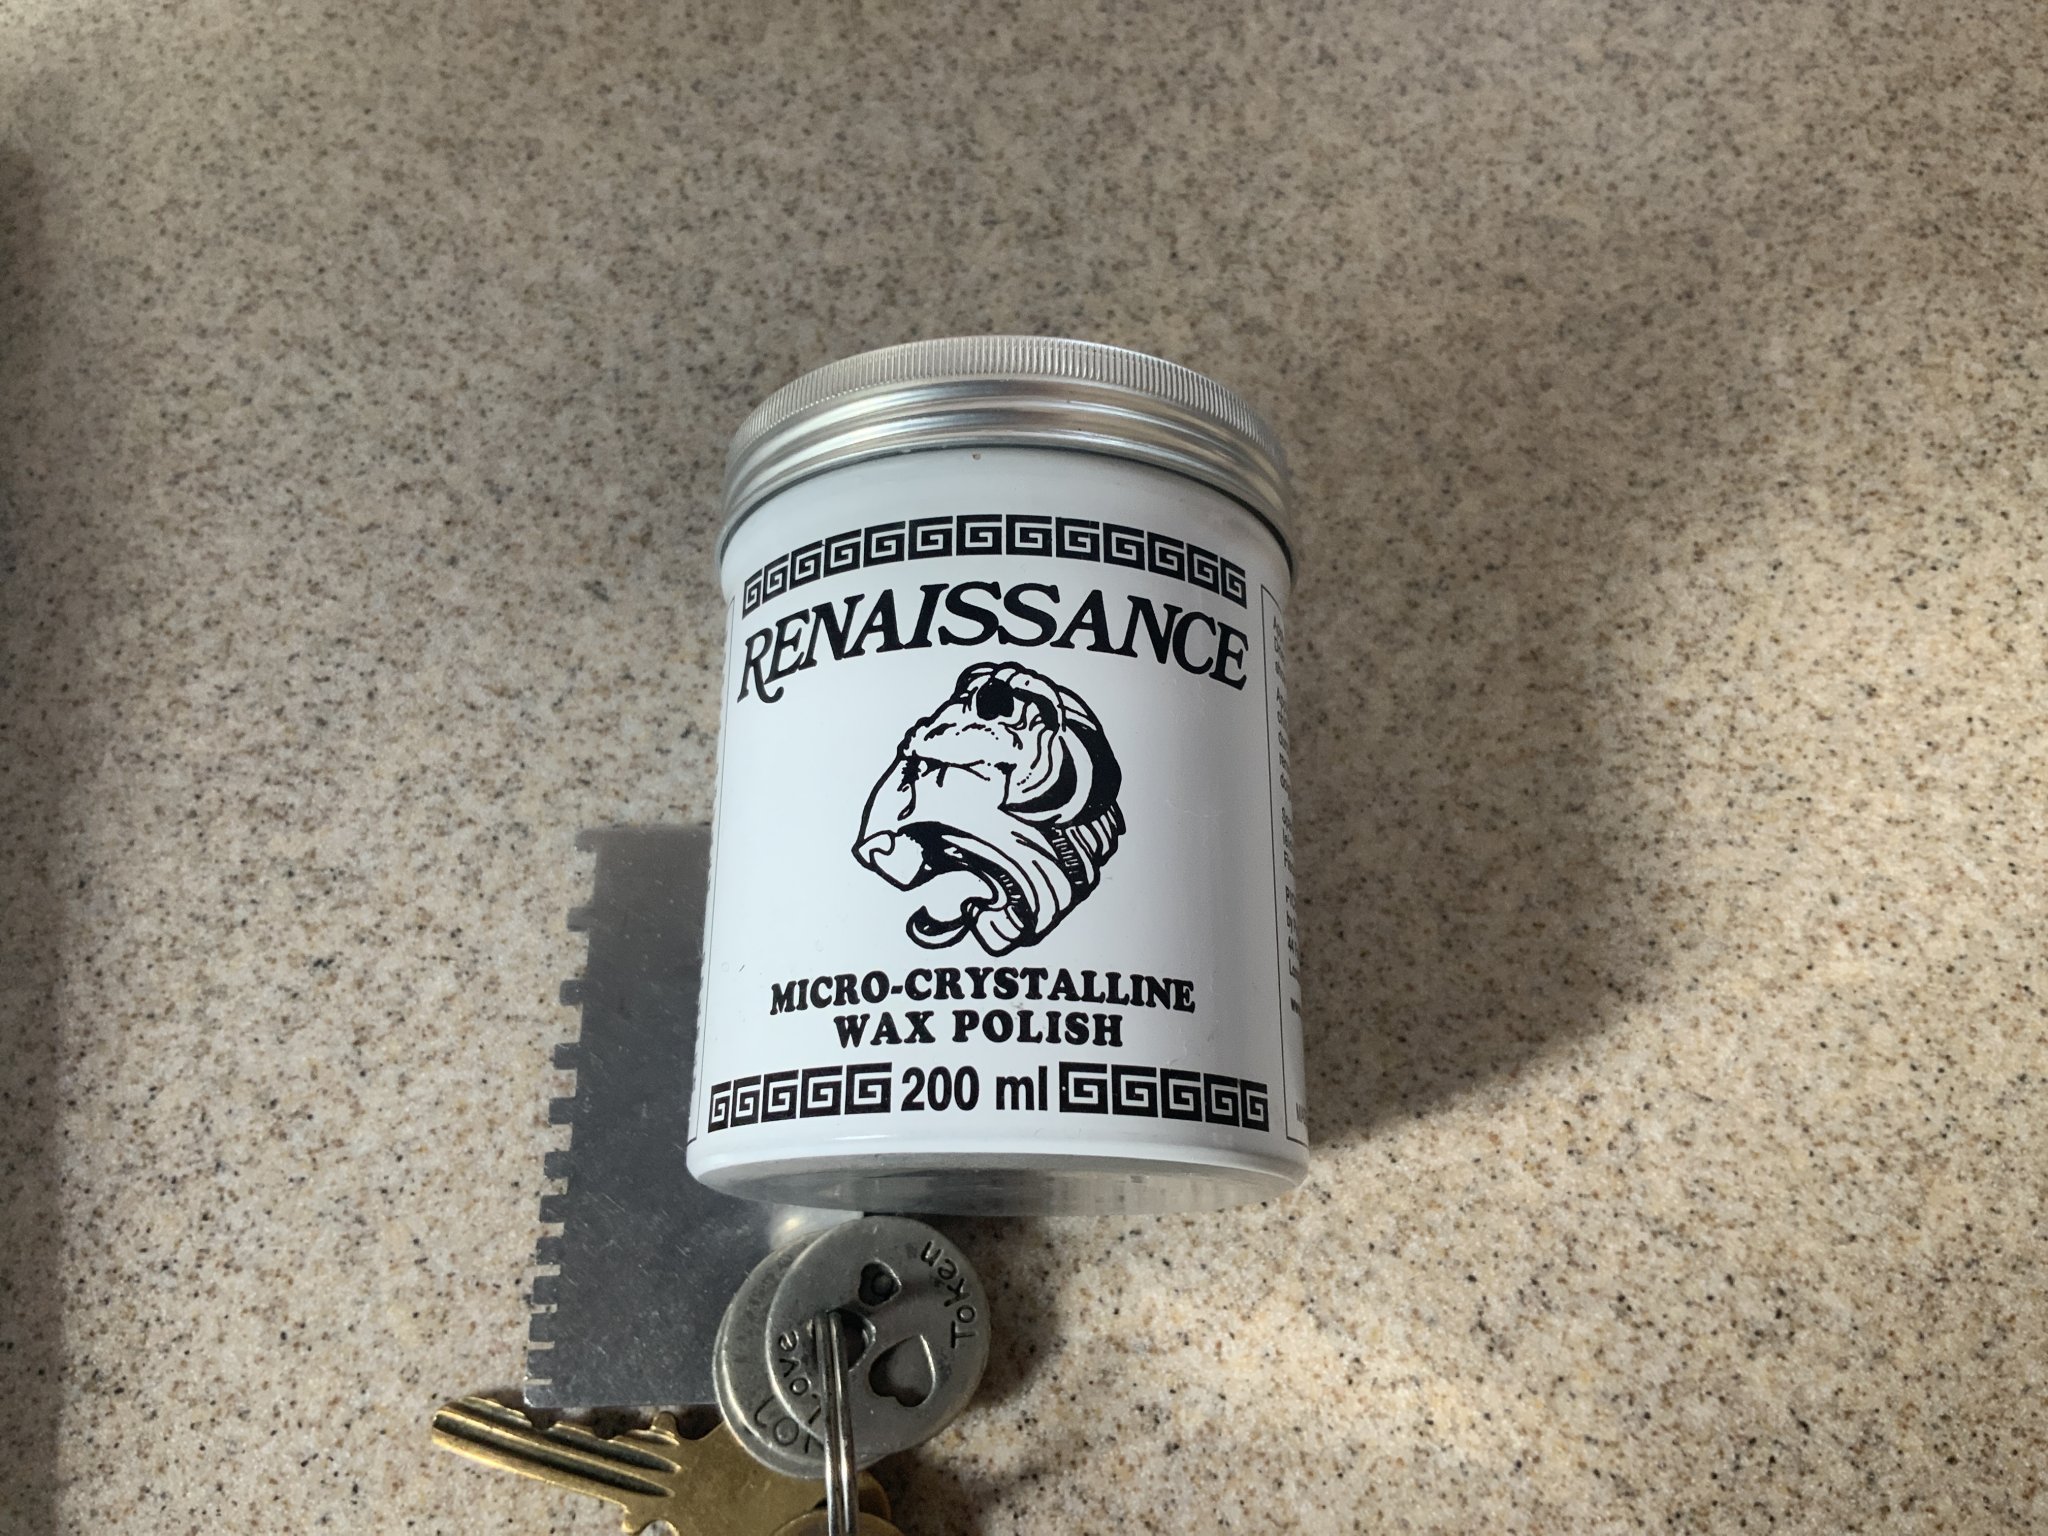 RENAISSANCE
MICRO-CRYSTALLINE
WAX POLISH
200 ml
Love
Token